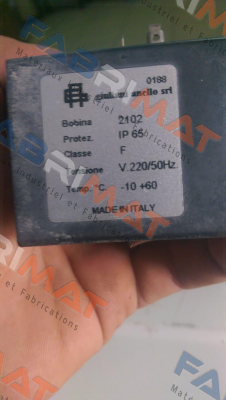 0188
giuliani anello srl
Bobina 2102
Protez. IP 65
Classe F
Tensione V.220/50Hz.
Temp. °C -10 +60
MADE IN ITALY
FABRIMAT
Matériel et Fabrications Industriels